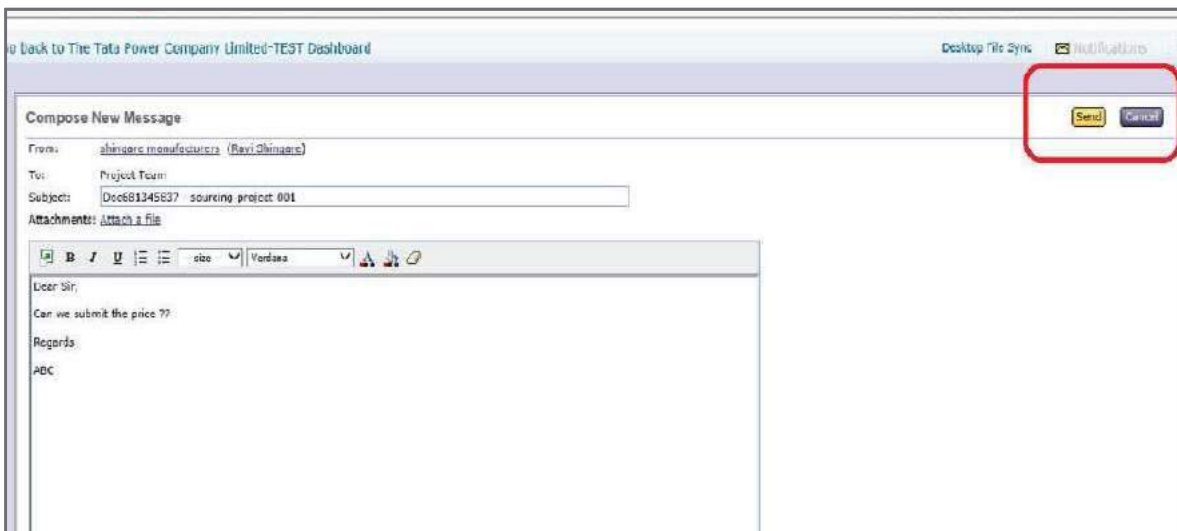 o back to The Tata Power Company Limited-TEST Dashboard
Desktop File Sync Notifications
Compose New Message
Send Cancel
From: shingare manufacturers (Ravi Shingare)
To: Project Team
Subject: Doc681345837 - sourcing-project 001
Attachments: Attach a file
B I U size Verdana A
Dear Sir,
Can we submit the price ??
Regards
ABC